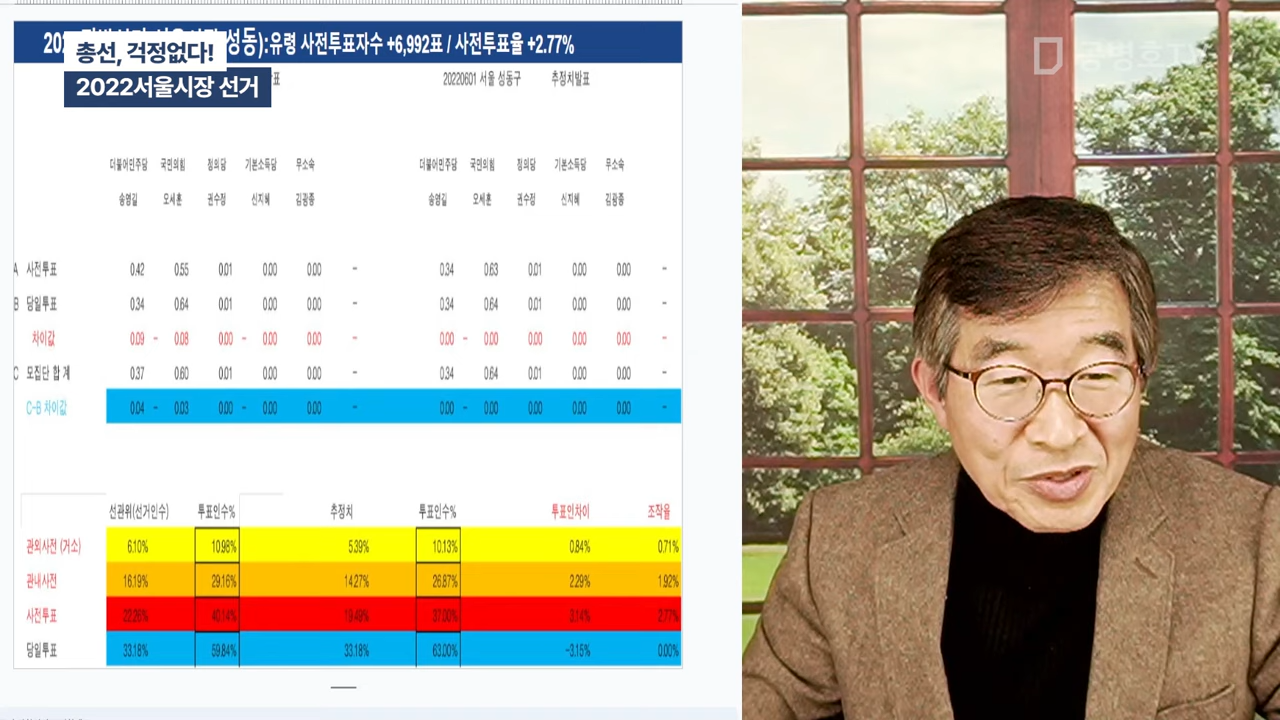 성동):유령 사전투표자수 +6,992표 / 사전투표율 +2.77%
총선, 걱정없다!
2022서울시장 선거
20220601 서울 성동구 추정치발표
공병호TV
더불어민주당 국민의힘 정의당 기본소득당 무소속 더불어민주당 국민의힘 정의당 기본소득당 무소속
송영길 오세훈 권수정 신지혜 김광종 송영길 오세훈 권수정 신지혜 김광종
A 사전투표 0.42 0.55 0.01 0.00 0.00 - 0.34 0.63 0.01 0.00 0.00 -
B 당일투표 0.34 0.64 0.01 0.00 0.00 - 0.34 0.64 0.01 0.00 0.00 -
차이값 0.09 - 0.08 0.00 - 0.00 0.00 - 0.00 - 0.00 0.00 0.00 0.00 -
C 모집단 합 계 0.37 0.60 0.01 0.00 0.00 - 0.34 0.64 0.01 0.00 0.00 -
C-B 차이값 0.04 - 0.03 0.00 - 0.00 0.00 - 0.00 - 0.00 0.00 0.00 0.00 -
선관위(선거인수) 투표인수% 추정치 투표인수% 투표인차이 조작율
관외사전 (거소) 6.10% 10.98% 5.39% 10.13% 0.84% 0.71%
관내사전 16.19% 29.16% 14.27% 26.87% 2.29% 1.92%
사전투표 22.26% 40.14% 19.49% 37.00% 3.14% 2.77%
당일투표 33.18% 59.84% 33.18% 63.00% -3.15% 0.00%